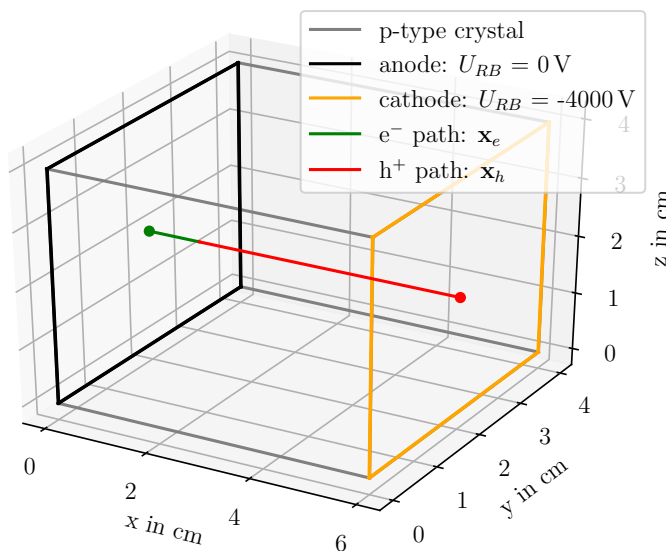 p-type crystal
anode: U_RB = 0 V
cathode: U_RB = -4000 V
e⁻ path: x_e
h⁺ path: x_h
4
3
2
1
0
z in cm
0
2
4
6
x in cm
0
1
2
3
4
y in cm